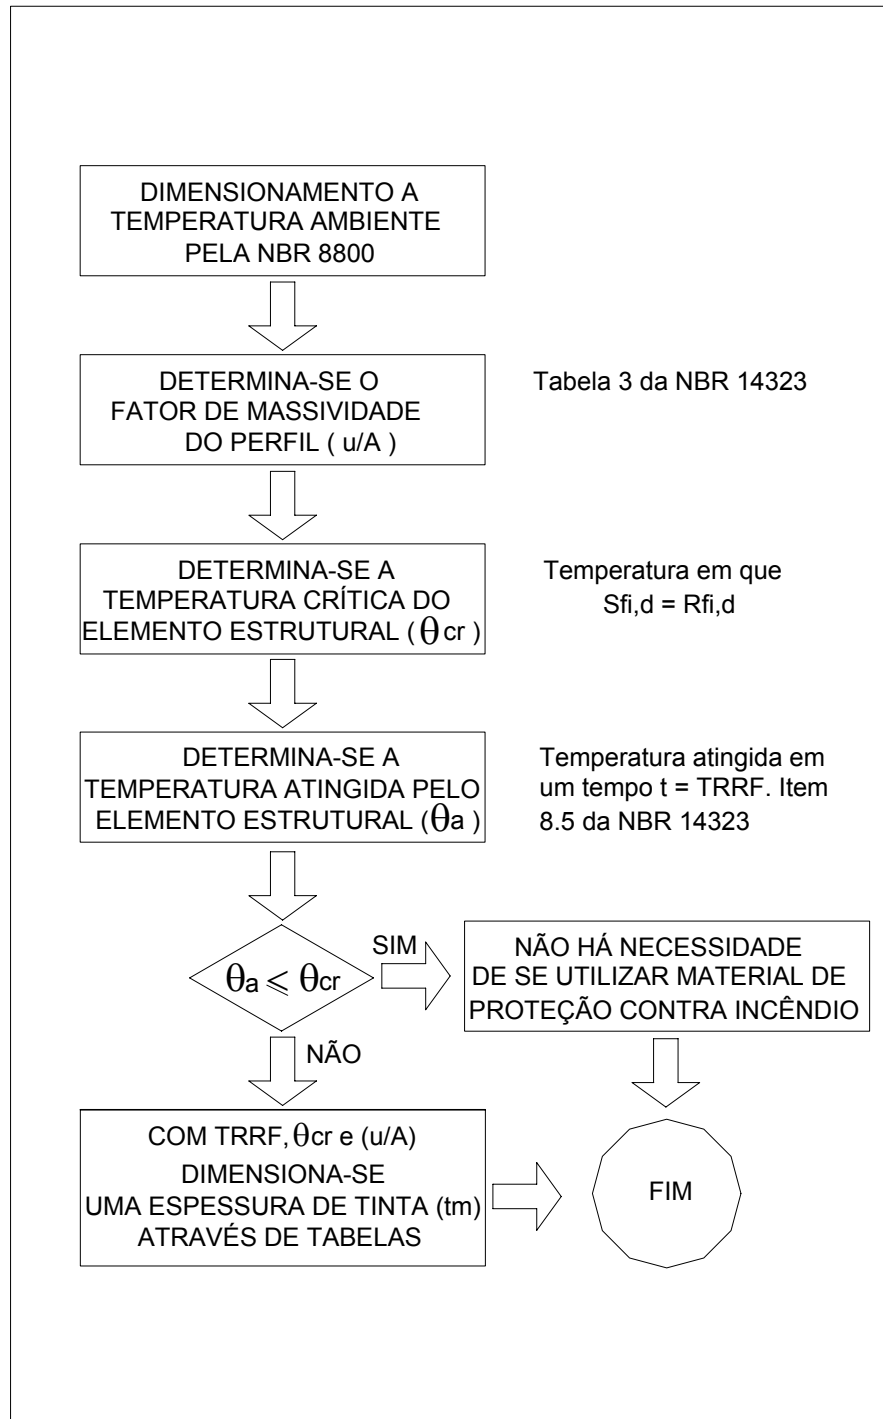 DIMENSIONAMENTO A
TEMPERATURA AMBIENTE
PELA NBR 8800
DETERMINA-SE O
FATOR DE MASSIVIDADE
DO PERFIL ( u/A )
Tabela 3 da NBR 14323
DETERMINA-SE A
TEMPERATURA CRÍTICA DO
ELEMENTO ESTRUTURAL ( θcr )
Temperatura em que
Sfi,d = Rfi,d
DETERMINA-SE A
TEMPERATURA ATINGIDA PELO
ELEMENTO ESTRUTURAL (θa )
Temperatura atingida em
um tempo t = TRRF. Item
8.5 da NBR 14323
θa ⩽ θcr
SIM
NÃO HÁ NECESSIDADE
DE SE UTILIZAR MATERIAL DE
PROTEÇÃO CONTRA INCÊNDIO
NÃO
COM TRRF, θcr e (u/A)
DIMENSIONA-SE
UMA ESPESSURA DE TINTA (tm)
ATRAVÉS DE TABELAS
FIM